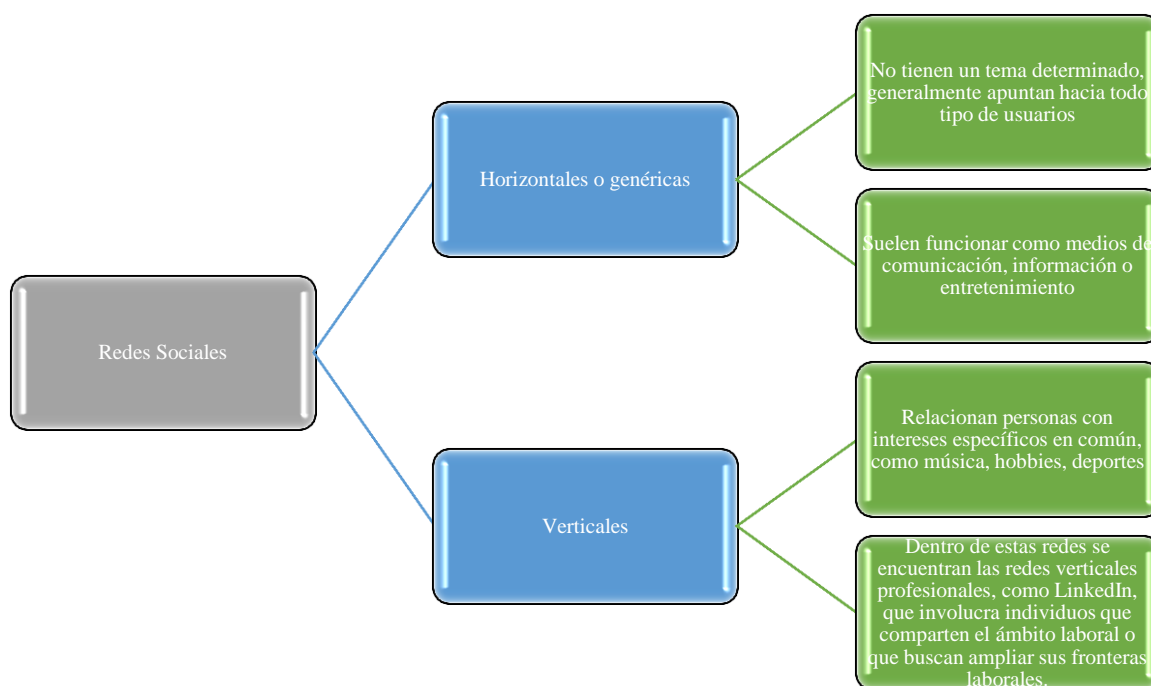 Redes Sociales
Horizontales o genéricas
No tienen un tema determinado,
generalmente apuntan hacia todo
tipo de usuarios
Suelen funcionar como medios de
comunicación, información o
entretenimiento
Verticales
Relacionan personas con
intereses específicos en común,
como música, hobbies, deportes
Dentro de estas redes se
encuentran las redes verticales
profesionales, como LinkedIn,
que involucra individuos que
comparten el ámbito laboral o
que buscan ampliar sus fronteras
laborales.